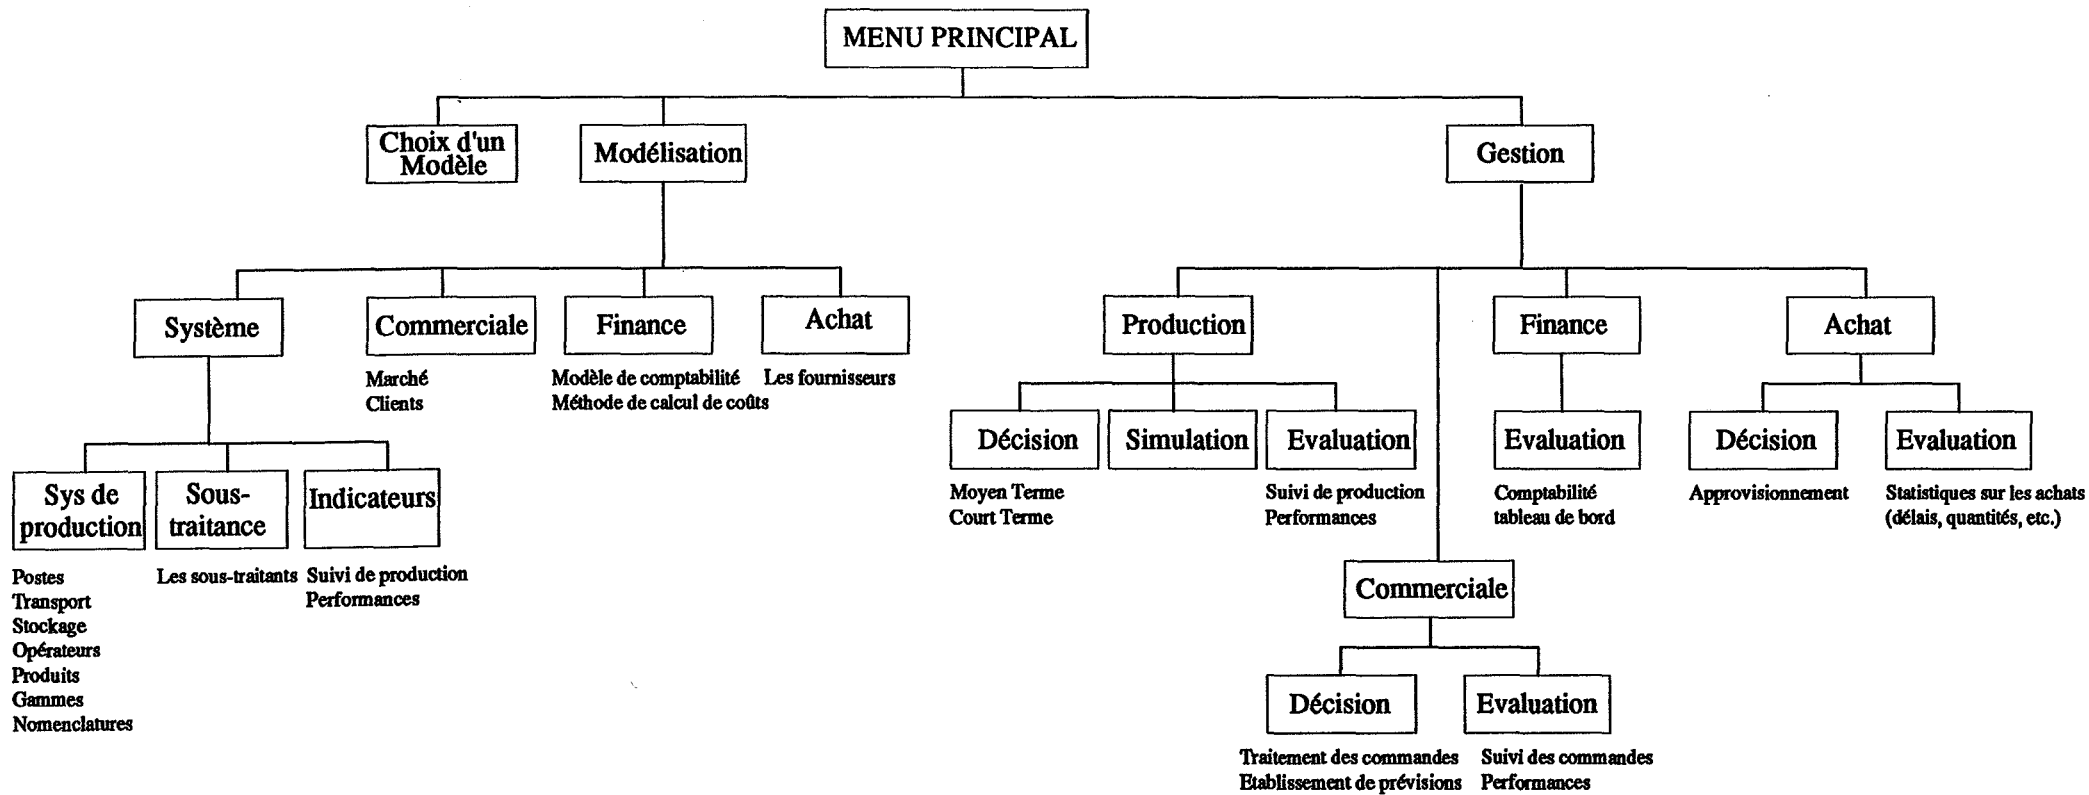 MENU PRINCIPAL
Choix d'un
Modèle
Modélisation
Gestion
Système
Commerciale
Marché
Clients
Finance
Modèle de comptabilité
Méthode de calcul de coûts
Achat
Les fournisseurs
Production
Finance
Achat
Sys de
production
Postes
Transport
Stockage
Opérateurs
Produits
Gammes
Nomenclatures
Sous-
traitance
Les sous-traitants
Indicateurs
Suivi de production
Performances
Décision
Moyen Terme
Court Terme
Simulation
Evaluation
Suivi de production
Performances
Evaluation
Comptabilité
tableau de bord
Décision
Approvisionnement
Evaluation
Statistiques sur les achats
(délais, quantités, etc.)
Commerciale
Décision
Traitement des commandes
Etablissement de prévisions
Evaluation
Suivi des commandes
Performances